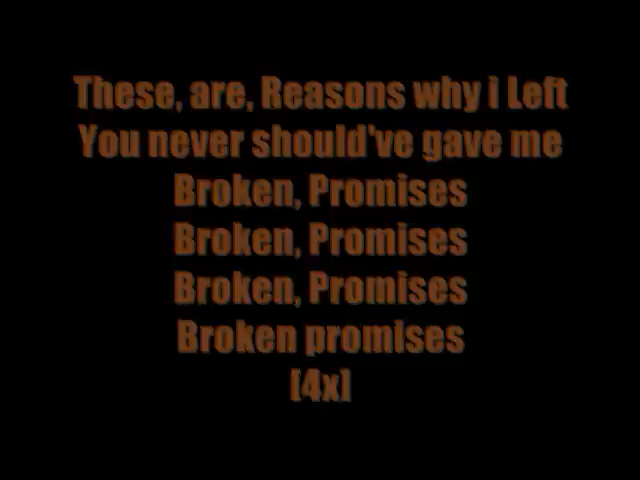 These, are, Reasons why i Left
You never should've gave me
Broken, Promises
Broken, Promises
Broken, Promises
Broken promises
[4x]